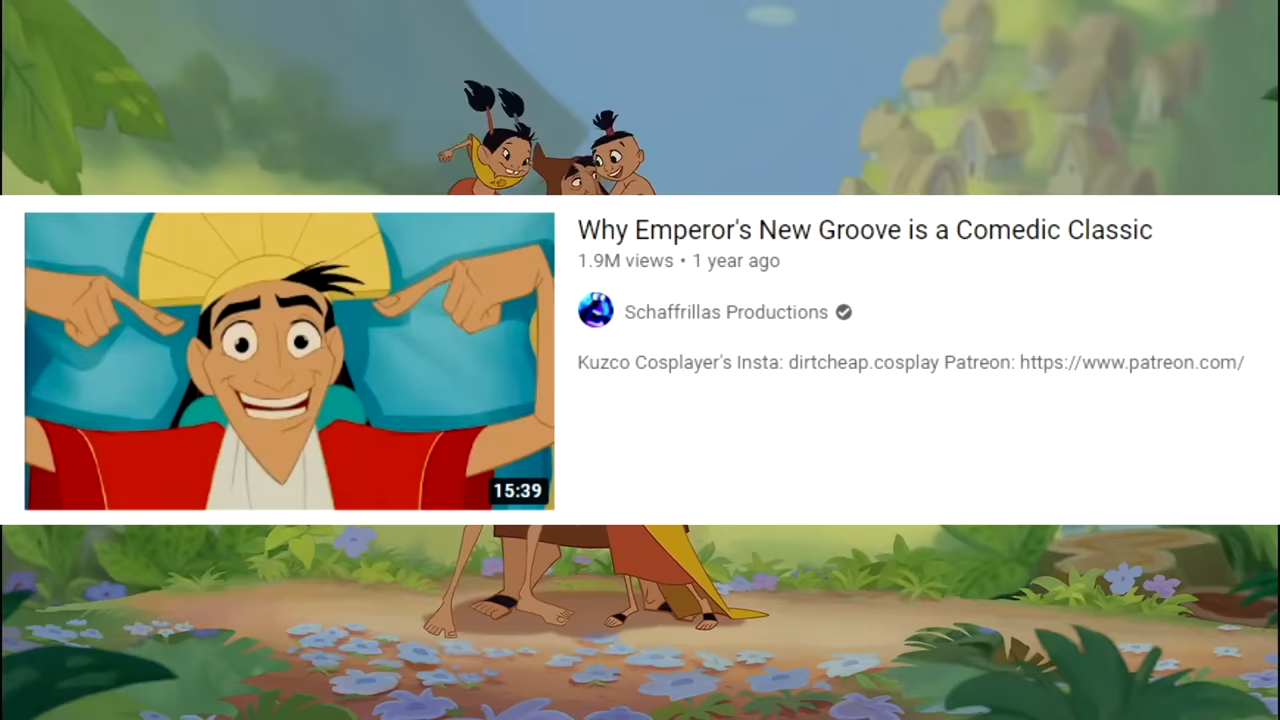 Why Emperor's New Groove is a Comedic Classic
1.9M views • 1 year ago
Schaffrillas Productions
Kuzco Cosplayer's Insta: dirtcheap.cosplay Patreon: https://www.patreon.com/
15:39